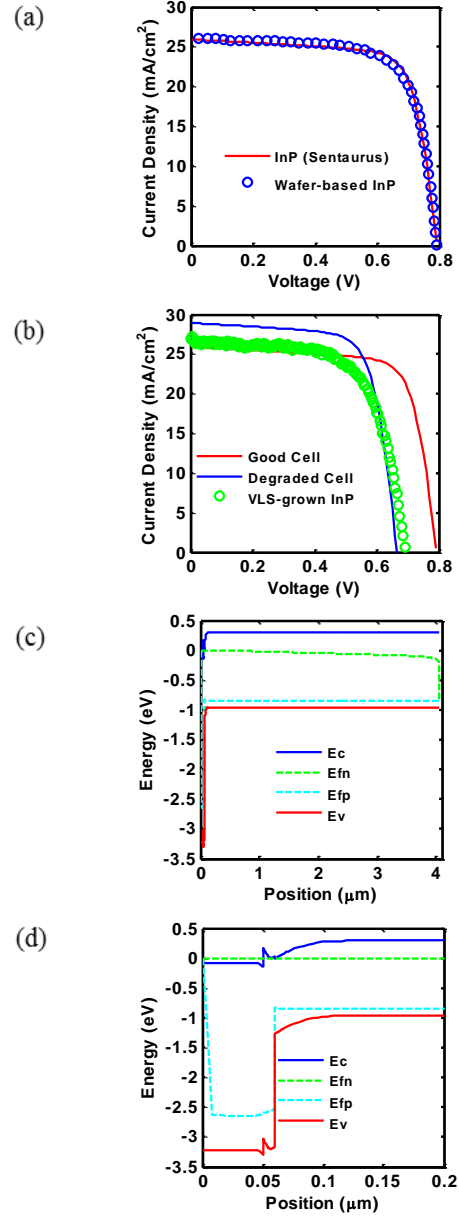 (a)
30
25
20
15
10
5
0
0 0.2 0.4 0.6 0.8
Current Density (mA/cm²)
Voltage (V)
InP (Sentaurus)
Wafer-based InP
(b)
30
25
20
15
10
5
0
0 0.2 0.4 0.6 0.8
Current Density (mA/cm²)
Voltage (V)
Good Cell
Degraded Cell
VLS-grown InP
(c)
0.5
0
-0.5
-1
-1.5
-2
-2.5
-3
-3.5
0 1 2 3 4
Energy (eV)
Position (μm)
Ec
Efn
Efp
Ev
(d)
0.5
0
-0.5
-1
-1.5
-2
-2.5
-3
-3.5
0 0.05 0.1 0.15 0.2
Energy (eV)
Position (μm)
Ec
Efn
Efp
Ev